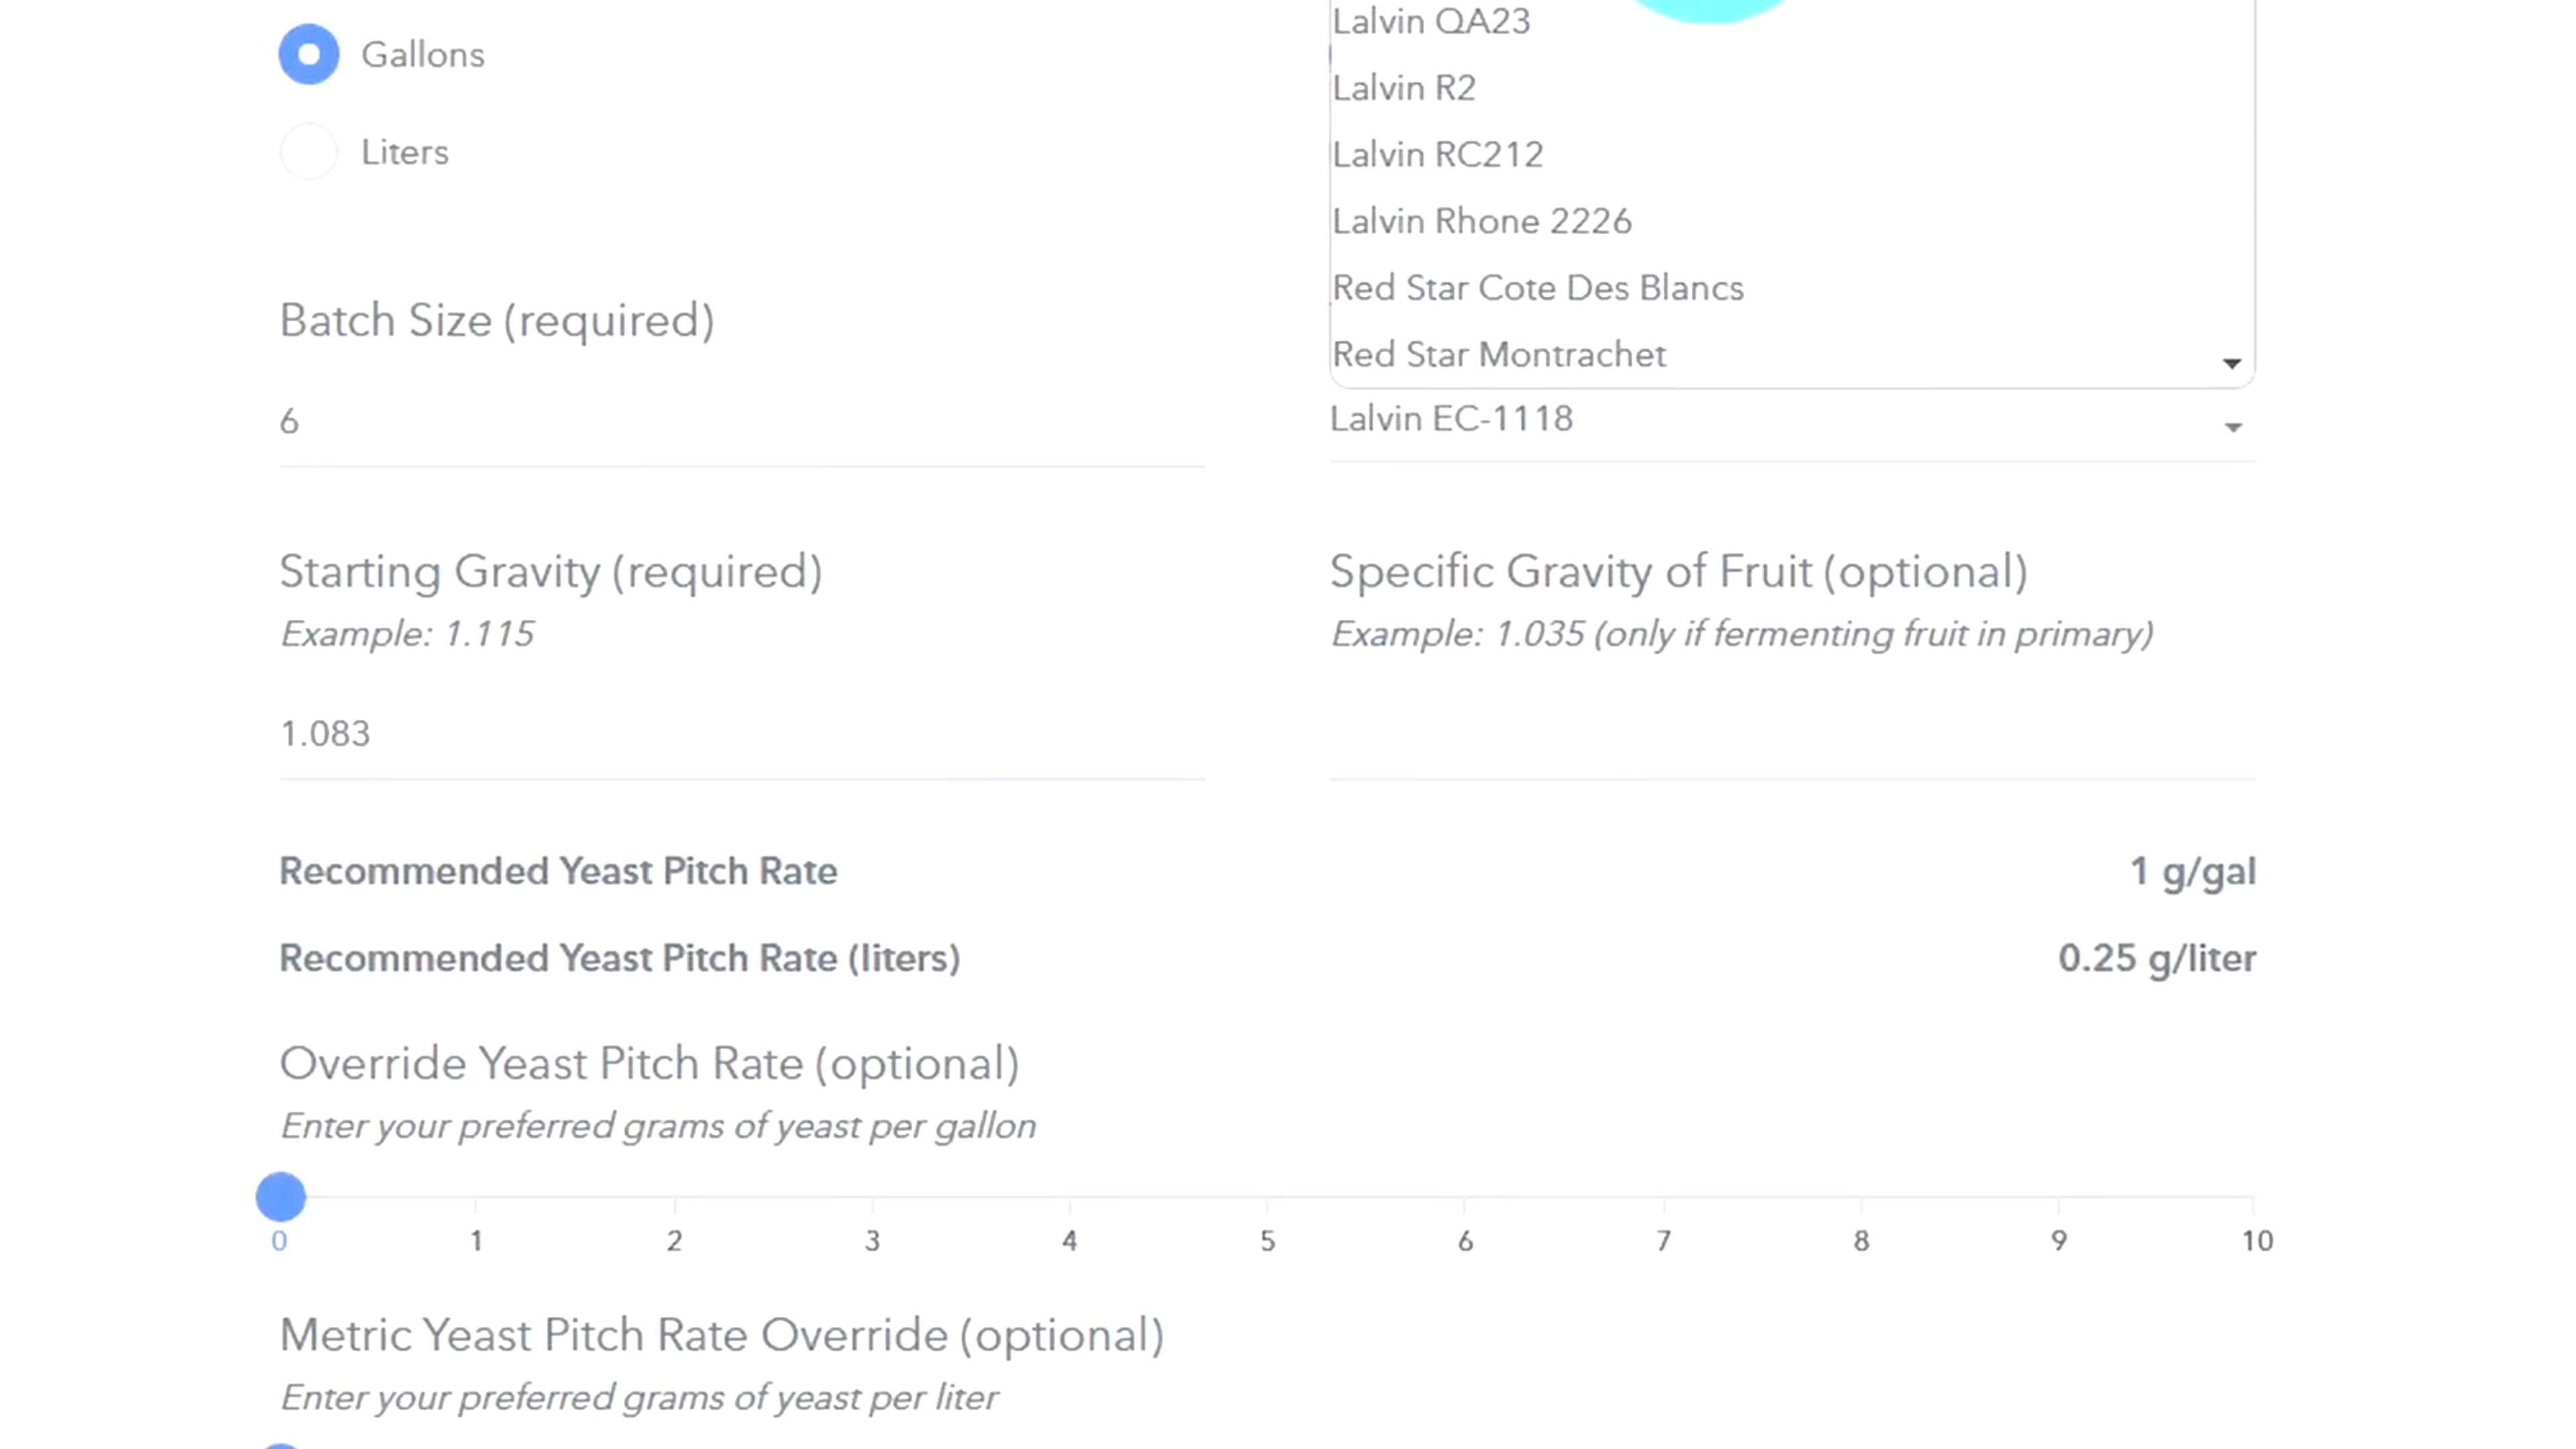 Gallons
Liters
Lalvin QA23
Lalvin R2
Lalvin RC212
Lalvin Rhone 2226
Red Star Cote Des Blancs
Red Star Montrachet
Batch Size (required)
6
Lalvin EC-1118
Starting Gravity (required)
Example: 1.115
1.083
Specific Gravity of Fruit (optional)
Example: 1.035 (only if fermenting fruit in primary)
Recommended Yeast Pitch Rate 1 g/gal
Recommended Yeast Pitch Rate (liters) 0.25 g/liter
Override Yeast Pitch Rate (optional)
Enter your preferred grams of yeast per gallon
0 1 2 3 4 5 6 7 8 9 10
Metric Yeast Pitch Rate Override (optional)
Enter your preferred grams of yeast per liter